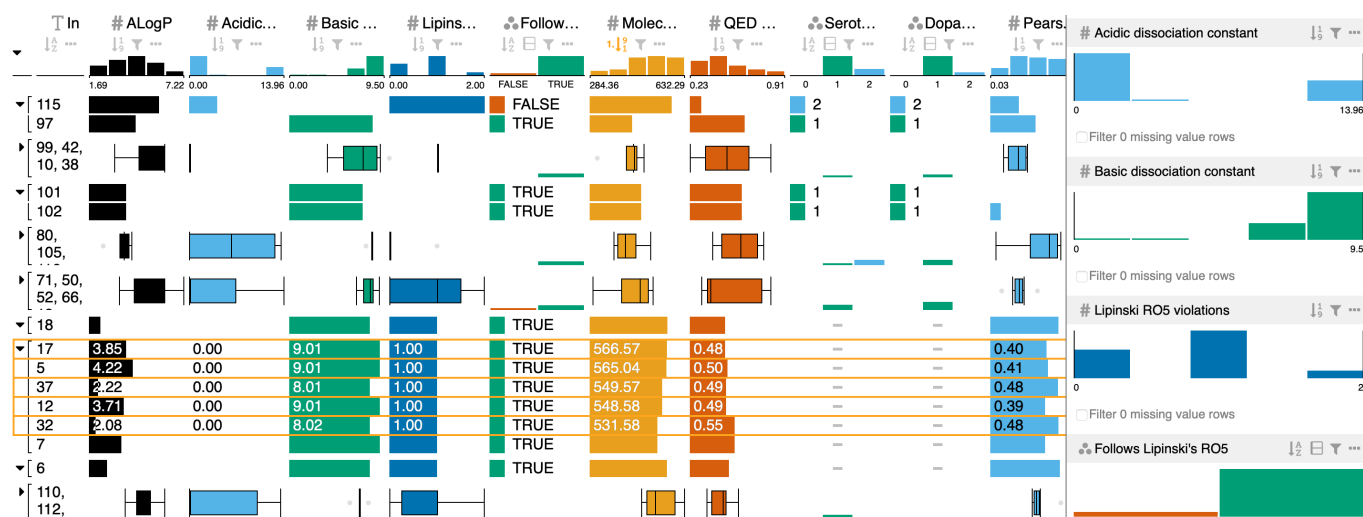 In # ALogP # Acidic... # Basic ... # Lipins... Follow... # Molec... # QED ... Serot... Dopa... # Pears.
1.69 7.22 0.00 13.96 0.00 9.50 0.00 2.00 FALSE TRUE 284.36 632.29 0.23 0.91 0 1 2 0 1 2 0.03
115 FALSE 2 2
97 TRUE 1 1
99, 42,
10, 38
101 TRUE 1 1
102 TRUE 1 1
80,
105,
71, 50,
52, 66,
18 TRUE
17 3.85 0.00 9.01 1.00 TRUE 566.57 0.48 0.40
5 4.22 0.00 9.01 1.00 TRUE 565.04 0.50 0.41
37 2.22 0.00 8.01 1.00 TRUE 549.57 0.49 0.48
12 3.71 0.00 9.01 1.00 TRUE 548.58 0.49 0.39
32 2.08 0.00 8.02 1.00 TRUE 531.58 0.55 0.48
7 TRUE
6 TRUE
110,
112,
# Acidic dissociation constant
0 13.96
Filter 0 missing value rows
# Basic dissociation constant
0 9.5
Filter 0 missing value rows
# Lipinski RO5 violations
0 2
Filter 0 missing value rows
Follows Lipinski's RO5